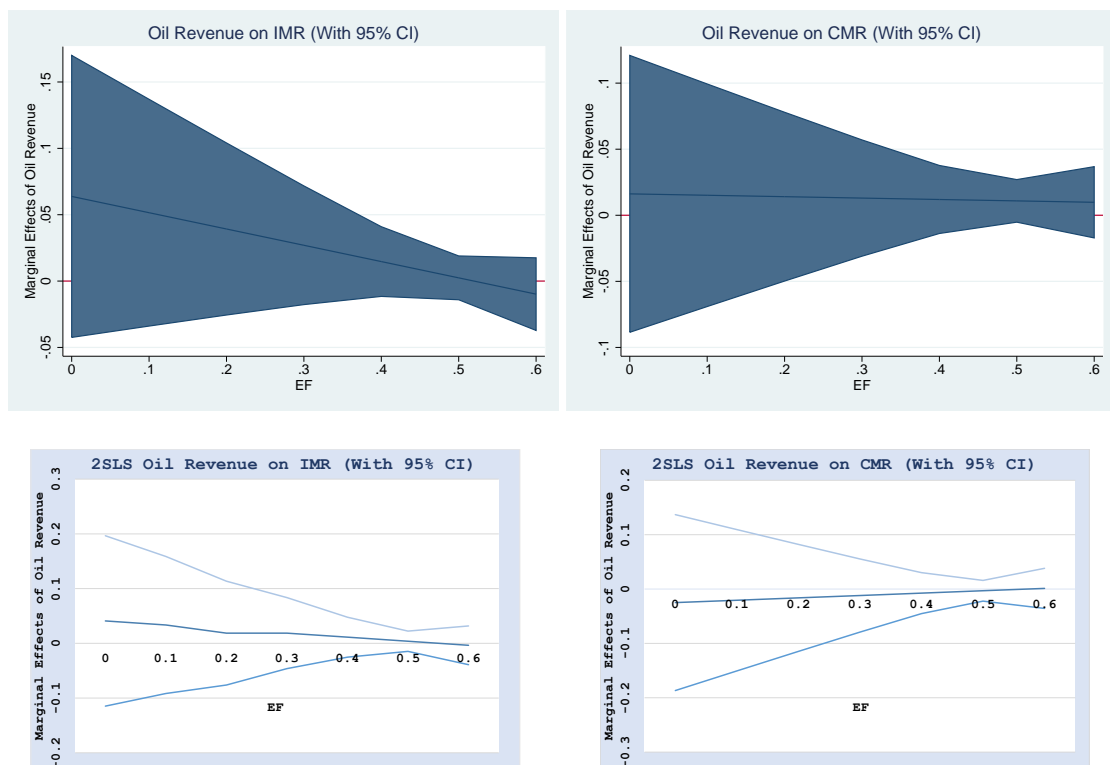 Oil Revenue on IMR (With 95% CI)
Marginal Effects of Oil Revenue
.15
.1
.05
0
-.05
0 .1 .2 .3 .4 .5 .6
EF
Oil Revenue on CMR (With 95% CI)
Marginal Effects of Oil Revenue
.1
.05
0
-.05
-.1
0 .1 .2 .3 .4 .5 .6
EF
2SLS Oil Revenue on IMR (With 95% CI)
Marginal Effects of Oil Revenue
0.3
0.2
0.1
0
-0.1
-0.2
0 0.1 0.2 0.3 0.4 0.5 0.6
EF
2SLS Oil Revenue on CMR (With 95% CI)
Marginal Effects of Oil Revenue
0.2
0.1
0
-0.1
-0.2
-0.3
0 0.1 0.2 0.3 0.4 0.5 0.6
EF